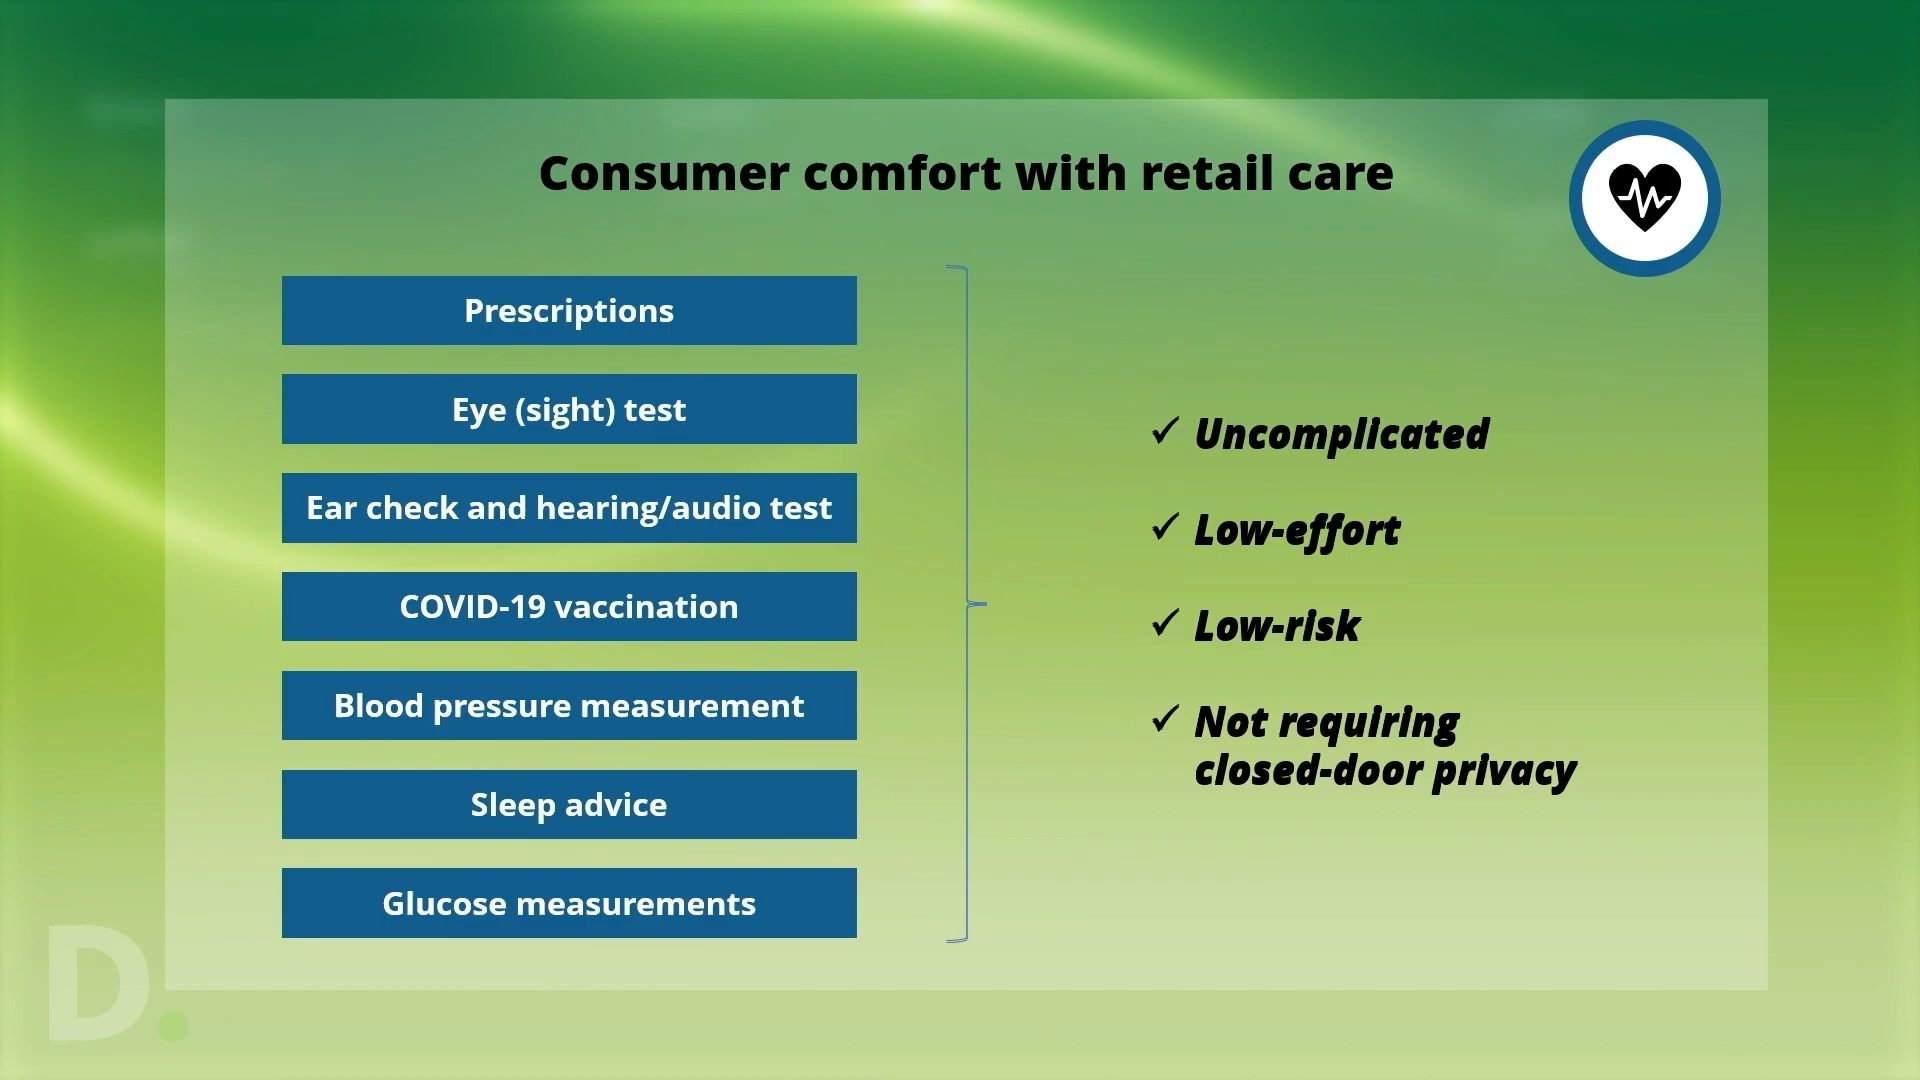 Consumer comfort with retail care
Prescriptions
Eye (sight) test
Ear check and hearing/audio test
COVID-19 vaccination
Blood pressure measurement
Sleep advice
Glucose measurements
✓ Uncomplicated
✓ Low-effort
✓ Low-risk
✓ Not requiring
closed-door privacy
D.